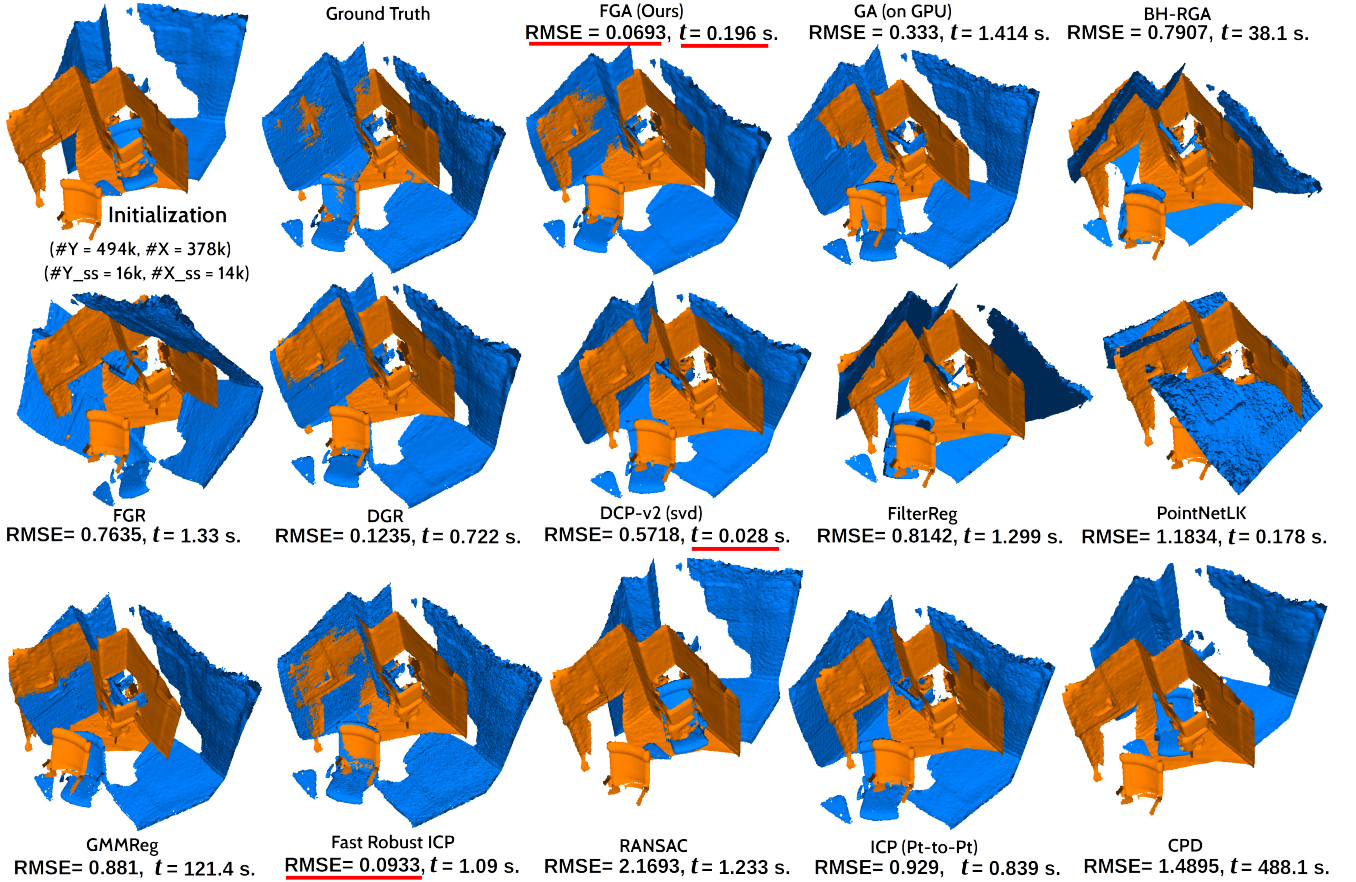 Ground Truth
FGA (Ours)
RMSE = 0.0693, t = 0.196 s.
GA (on GPU)
RMSE = 0.333, t = 1.414 s.
BH-RGA
RMSE = 0.7907, t = 38.1 s.
Initialization
(#Y = 494k, #X = 378k)
(#Y_ss = 16k, #X_ss = 14k)
FGR
RMSE= 0.7635, t = 1.33 s.
DGR
RMSE= 0.1235, t = 0.722 s.
DCP-v2 (svd)
RMSE= 0.5718, t = 0.028 s.
FilterReg
RMSE= 0.8142, t = 1.299 s.
PointNetLK
RMSE= 1.1834, t = 0.178 s.
GMMReg
RMSE= 0.881, t = 121.4 s.
Fast Robust ICP
RMSE= 0.0933, t = 1.09 s.
RANSAC
RMSE= 2.1693, t = 1.233 s.
ICP (Pt-to-Pt)
RMSE= 0.929, t = 0.839 s.
CPD
RMSE= 1.4895, t = 488.1 s.